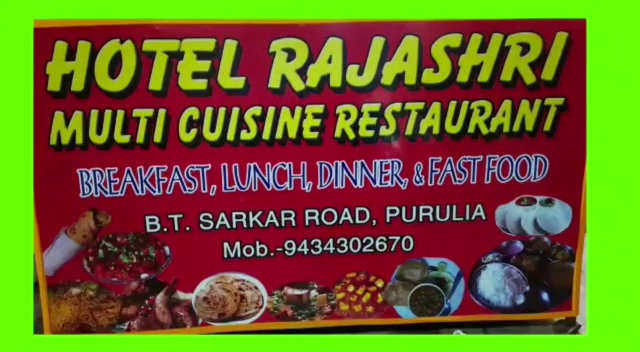 HOTEL RAJASHRI
MULTI CUISINE RESTAURANT
BREAKFAST, LUNCH, DINNER, & FAST FOOD
B.T. SARKAR ROAD, PURULIA
Mob.-9434302670